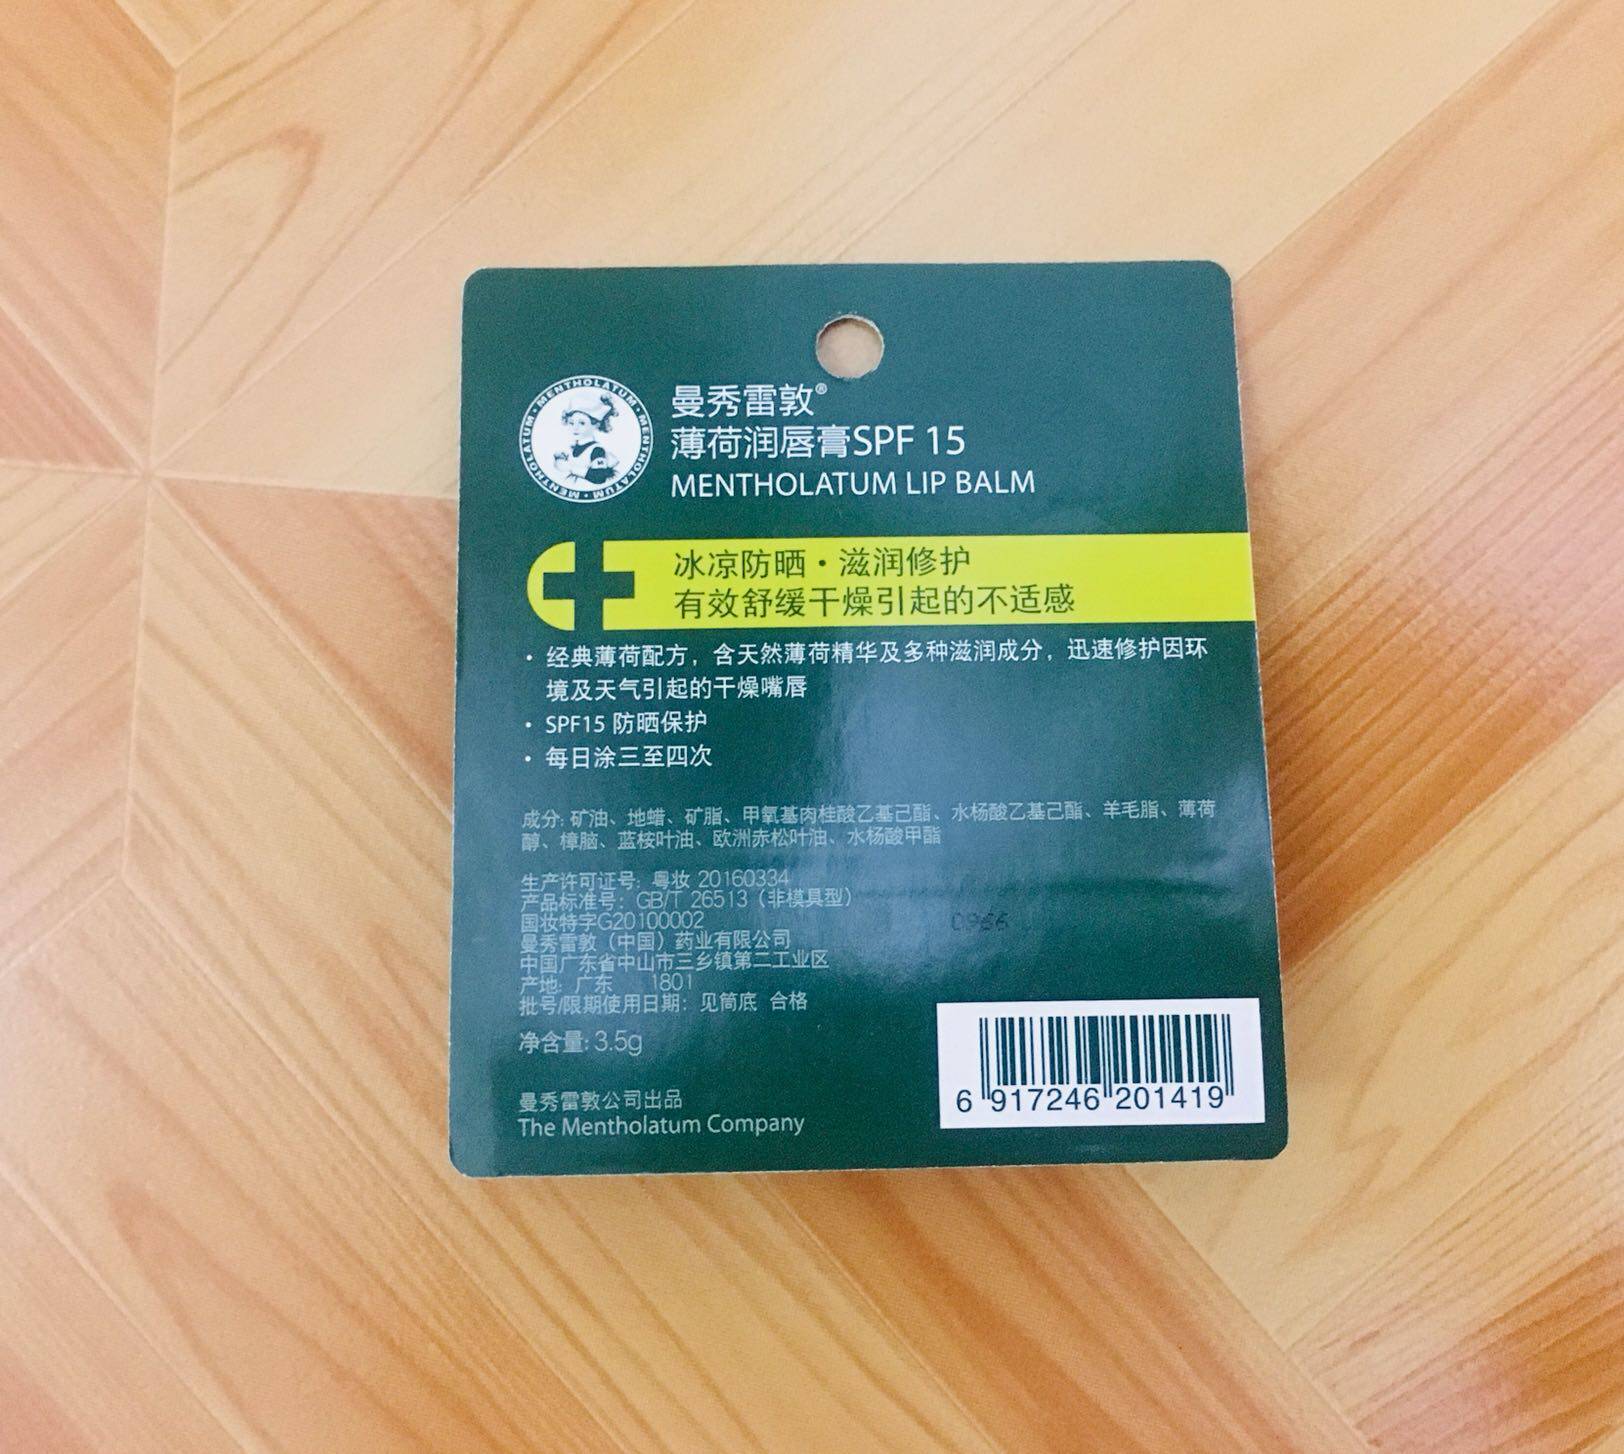 MENTHOLATUM · MENTHOLATUM · MENTHOLATUM
曼秀雷敦®
薄荷润唇膏SPF 15
MENTHOLATUM LIP BALM
冰凉防晒·滋润修护
有效舒缓干燥引起的不适感
· 经典薄荷配方，含天然薄荷精华及多种滋润成分，迅速修护因环
境及天气引起的干燥嘴唇
· SPF15 防晒保护
· 每日涂三至四次
成分: 矿油、地蜡、矿脂、甲氧基肉桂酸乙基己酯、水杨酸乙基己酯、羊毛脂、薄荷
醇、樟脑、蓝桉叶油、欧洲赤松叶油、水杨酸甲酯
生产许可证号: 粤妆 20160334
产品标准号: GB/T 26513（非模具型）
国妆特字G20100002
曼秀雷敦（中国）药业有限公司
中国广东省中山市三乡镇第二工业区
产地: 广东 1801
批号/限期使用日期: 见筒底 合格
净含量: 3.5g
曼秀雷敦公司出品
The Mentholatum Company
6 917246 201419